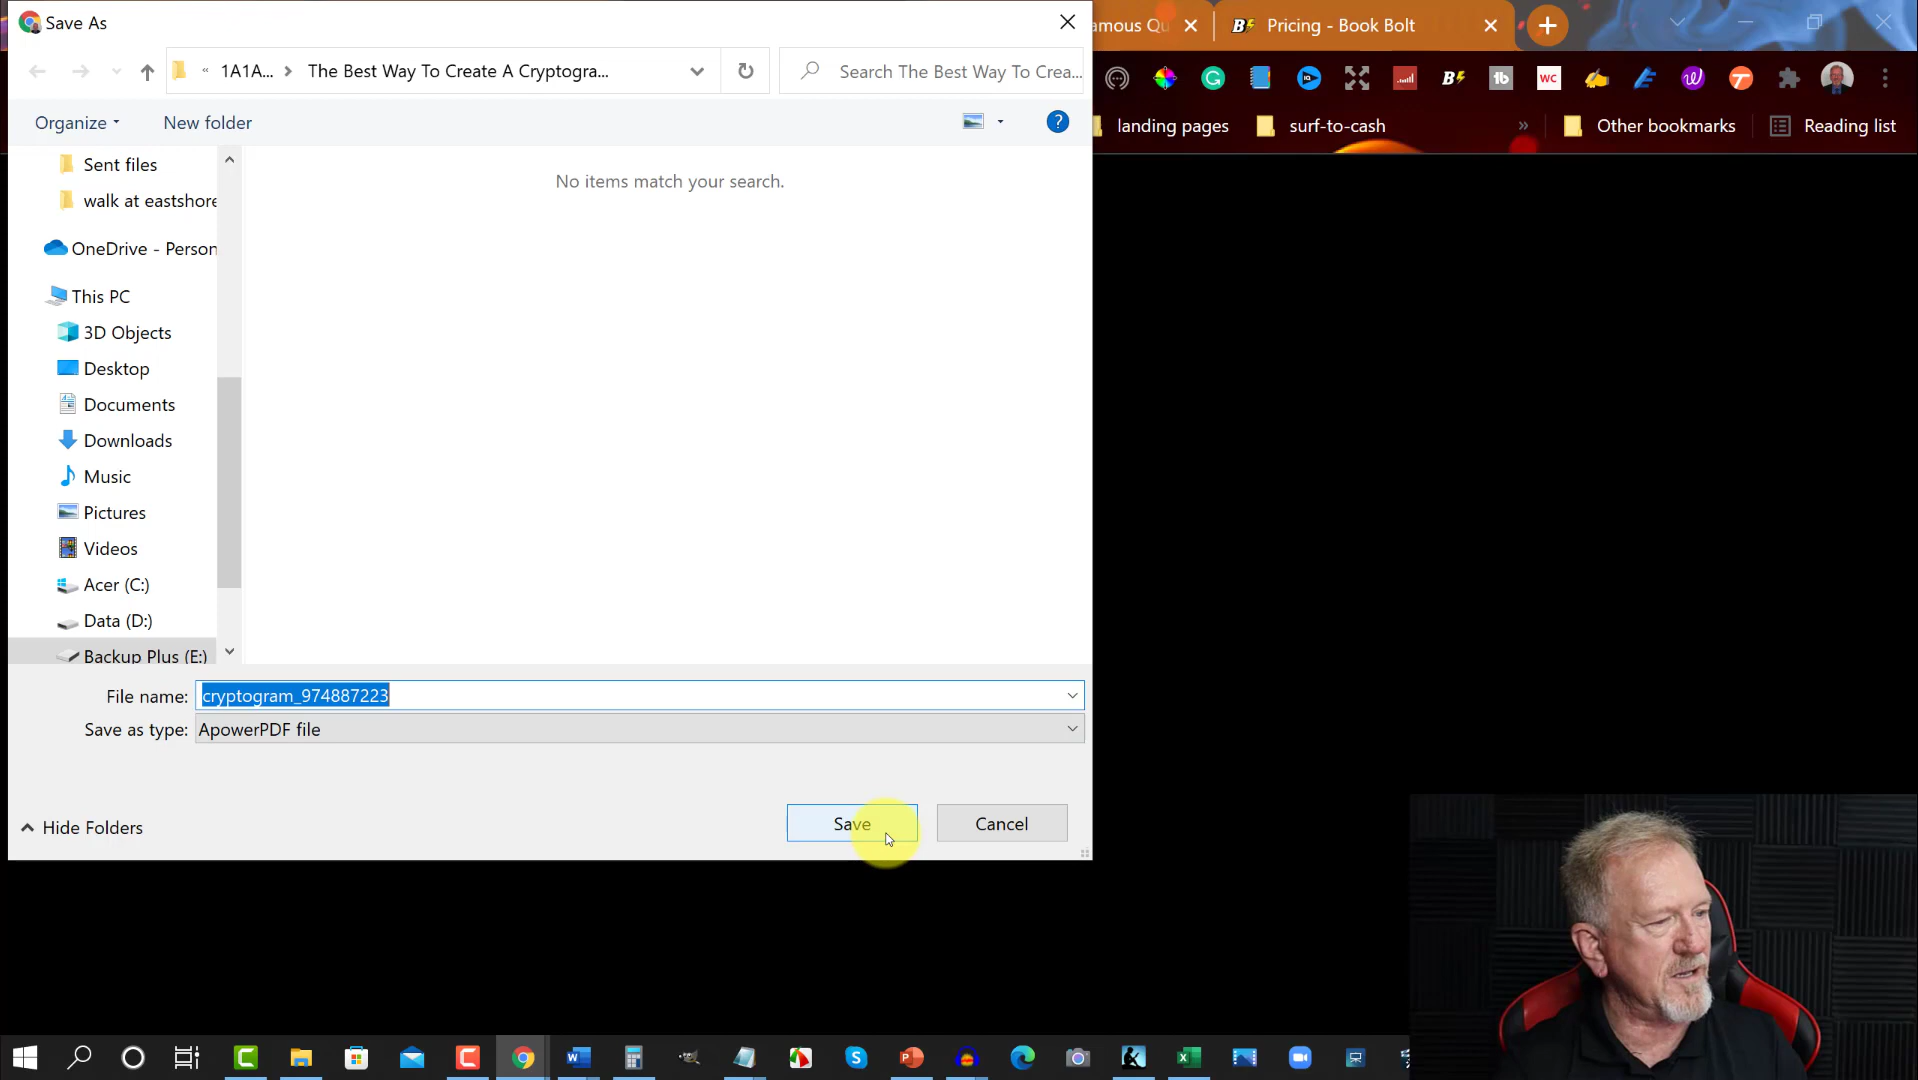 Save As
amous Qu
Pricing - Book Bolt
« 1A1A... > The Best Way To Create A Cryptogra...
Search The Best Way To Crea...
WC
Organize
New folder
landing pages
surf-to-cash
»
Other bookmarks
Reading list
Sent files
No items match your search.
walk at eastshore
OneDrive - Person
This PC
3D Objects
Desktop
Documents
Downloads
Music
Pictures
Videos
Acer (C:)
Data (D:)
Backup Plus (E:)
File name: cryptogram_974887223
Save as type: ApowerPDF file
Hide Folders
Save
Cancel